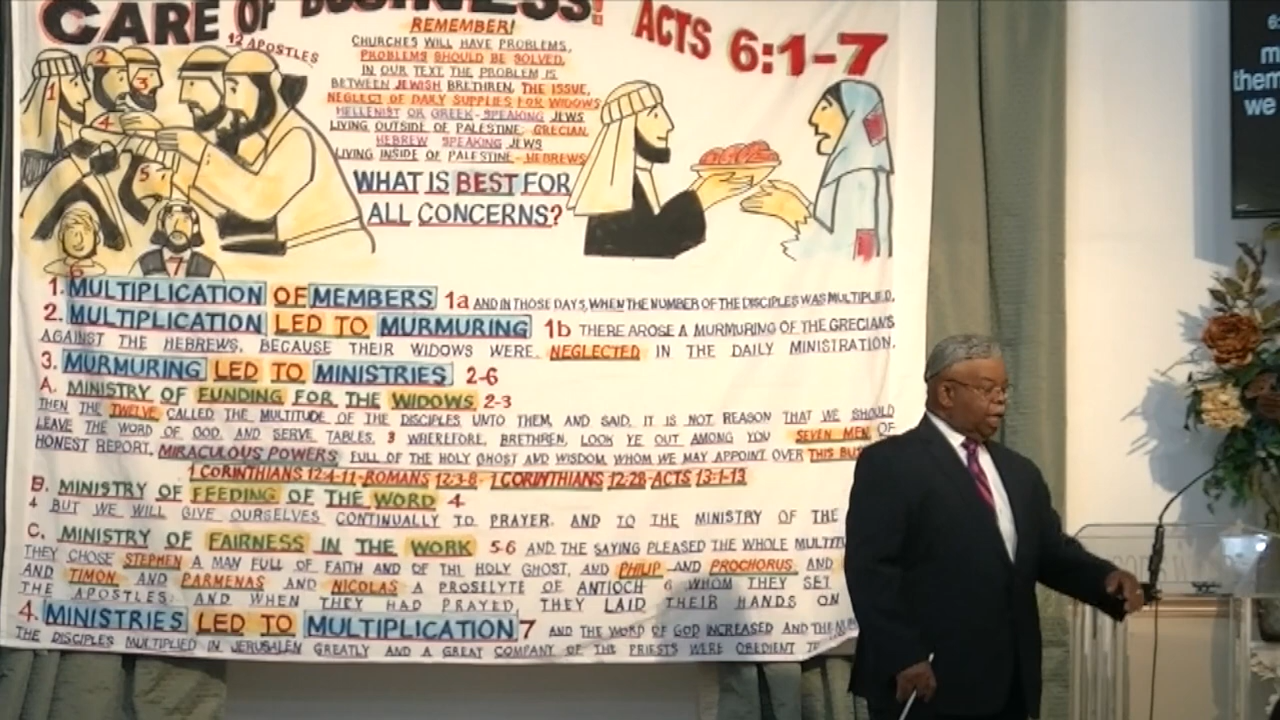 CARE OF BUSINESS! ACTS 6:1-7
12 APOSTLES
REMEMBER!
CHURCHES WILL HAVE PROBLEMS,
PROBLEMS SHOULD BE SOLVED,
IN OUR TEXT THE PROBLEM IS
BETWEEN JEWISH BRETHREN, THE ISSUE,
NEGLECT OF DAILY SUPPLIES FOR WIDOWS
HELLENIST OR GREEK-SPEAKING JEWS
LIVING OUTSIDE OF PALESTINE- GRECIAN
HEBREW SPEAKING JEWS
LIVING INSIDE OF PALESTINE- HEBREWS
WHAT IS BEST FOR
ALL CONCERNS?
1
2
3
4
5
6
7
1. MULTIPLICATION OF MEMBERS 1a AND IN THOSE DAYS, WHEN THE NUMBER OF THE DISCIPLES WAS MULTIPLIED,
2. MULTIPLICATION LED TO MURMURING 1b THERE AROSE A MURMURING OF THE GRECIANS
AGAINST THE HEBREWS, BECAUSE THEIR WIDOWS WERE NEGLECTED IN THE DAILY MINISTRATION.
3. MURMURING LED TO MINISTRIES 2-6
A. MINISTRY OF FUNDING FOR THE WIDOWS 2-3
THEN THE TWELVE CALLED THE MULTITUDE OF THE DISCIPLES UNTO THEM, AND SAID, IT IS NOT REASON THAT WE SHOULD
LEAVE THE WORD OF GOD, AND SERVE TABLES. 3 WHEREFORE, BRETHREN, LOOK YE OUT AMONG YOU SEVEN MEN OF
HONEST REPORT, MIRACULOUS POWERS FULL OF THE HOLY GHOST AND WISDOM, WHOM WE MAY APPOINT OVER THIS BUS
1 CORINTHIANS 12:4-11-ROMANS 12:3-8- 1 CORINTHIANS 12:28-ACTS 13:1-13
B. MINISTRY OF FEEDING OF THE WORD 4
4 BUT WE WILL GIVE OURSELVES CONTINUALLY TO PRAYER, AND TO THE MINISTRY OF THE
C. MINISTRY OF FAIRNESS IN THE WORK 5-6 AND THE SAYING PLEASED THE WHOLE MULTIT
THEY CHOSE STEPHEN A MAN FULL OF FAITH AND OF THE HOLY GHOST, AND PHILIP AND PROCHORUS, AND
AND TIMON AND PARMENAS AND NICOLAS A PROSELYTE OF ANTIOCH 6 WHOM THEY SET
THE APOSTLES: AND WHEN THEY HAD PRAYED, THEY LAID THEIR HANDS ON
4. MINISTRIES LED TO MULTIPLICATION 7 AND THE WORD OF GOD INCREASED AND THE
THE DISCIPLES MULTIPLIED IN JERUSALEM GREATLY AND A GREAT COMPANY OF THE PRIESTS WERE OBEDIENT
6
m
them
we